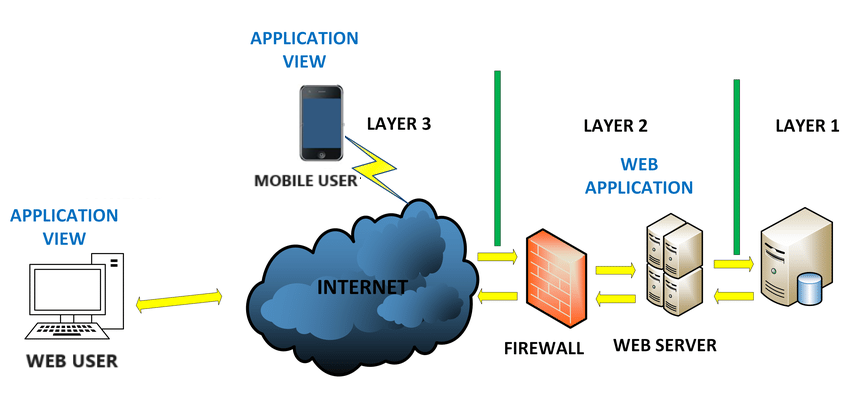 APPLICATION
VIEW
LAYER 3
LAYER 2
LAYER 1
WEB
APPLICATION
MOBILE USER
APPLICATION
VIEW
INTERNET
FIREWALL
WEB SERVER
WEB USER